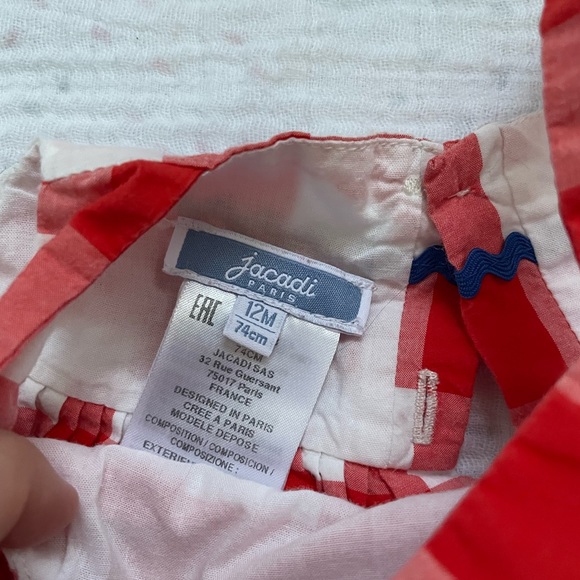 jacadi
PARIS
12M
74cm
EAC
74CM
JACADI SAS
32 Rue Guersant
75017 Paris
FRANCE
DESIGNED IN PARIS
CREE A PARIS
MODELE DEPOSE
COMPOSITION / COMPOSICION /
COMPOSIZIONE :